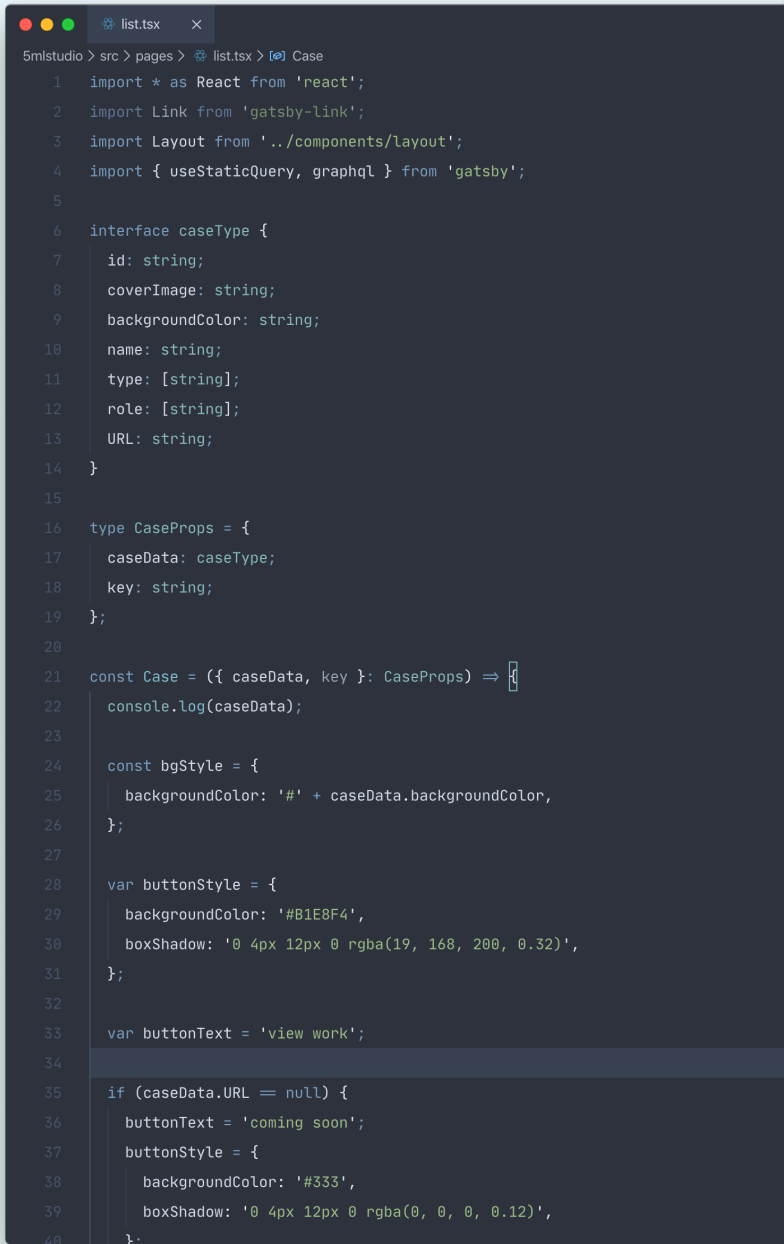 list.tsx ×
5mlstudio > src > pages > list.tsx > Case
1 import * as React from 'react';
2 import Link from 'gatsby-link';
3 import Layout from '../components/layout';
4 import { useStaticQuery, graphql } from 'gatsby';
5
6 interface caseType {
7 id: string;
8 coverImage: string;
9 backgroundColor: string;
10 name: string;
11 type: [string];
12 role: [string];
13 URL: string;
14 }
15
16 type CaseProps = {
17 caseData: caseType;
18 key: string;
19 };
20
21 const Case = ({ caseData, key }: CaseProps) ⇒ {
22 console.log(caseData);
23
24 const bgStyle = {
25 backgroundColor: '#' + caseData.backgroundColor,
26 };
27
28 var buttonStyle = {
29 backgroundColor: '#B1E8F4',
30 boxShadow: '0 4px 12px 0 rgba(19, 168, 200, 0.32)',
31 };
32
33 var buttonText = 'view work';
34
35 if (caseData.URL == null) {
36 buttonText = 'coming soon';
37 buttonStyle = {
38 backgroundColor: '#333',
39 boxShadow: '0 4px 12px 0 rgba(0, 0, 0, 0.12)',
40 };